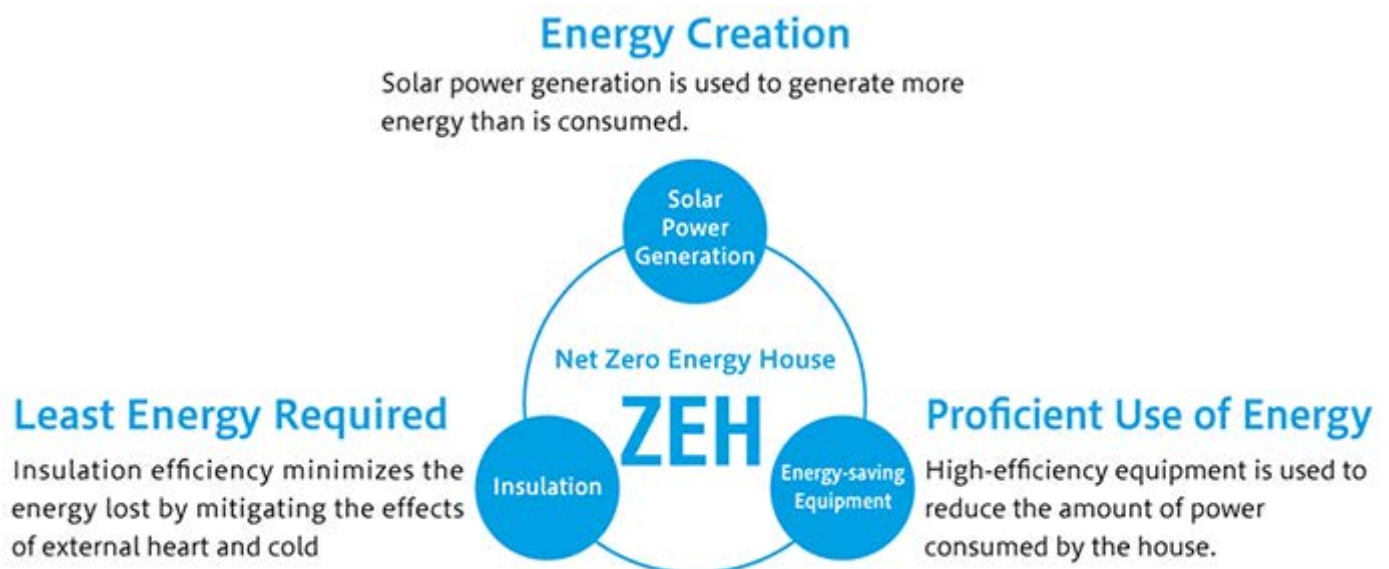 Energy Creation
Solar power generation is used to generate more
energy than is consumed.
Solar
Power
Generation
Net Zero Energy House
ZEH
Least Energy Required
Insulation efficiency minimizes the
energy lost by mitigating the effects
of external heart and cold
Insulation
Energy-saving
Equipment
Proficient Use of Energy
High-efficiency equipment is used to
reduce the amount of power
consumed by the house.